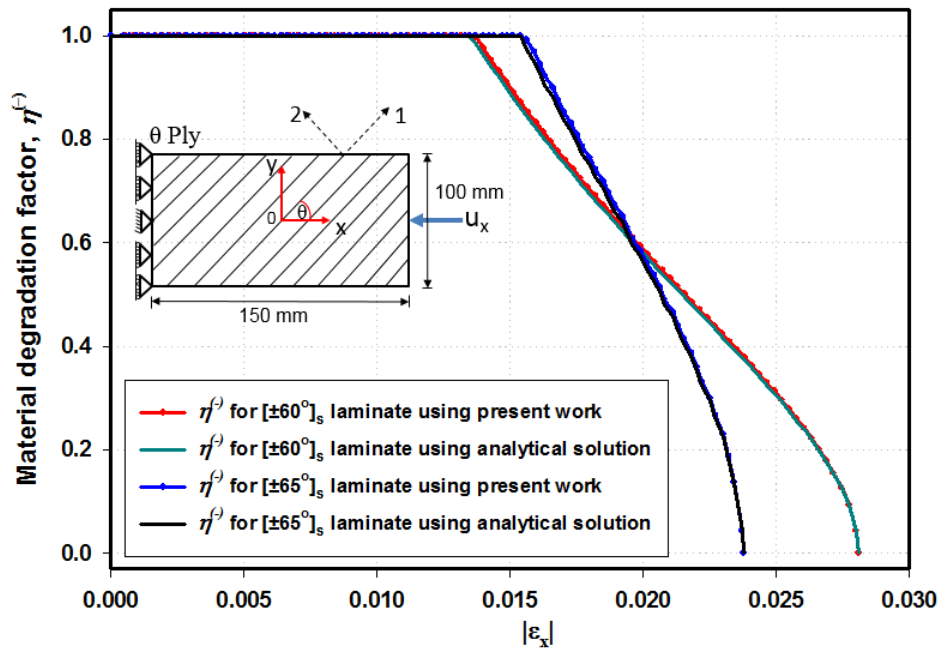 Material degradation factor, η⁽⁻⁾
1.0
0.8
0.6
0.4
0.2
0.0
θ Ply
2
1
y
0
θ
x
100 mm
uₓ
150 mm
η⁽⁻⁾ for [±60°]ₛ laminate using present work
η⁽⁻⁾ for [±60°]ₛ laminate using analytical solution
η⁽⁻⁾ for [±65°]ₛ laminate using present work
η⁽⁻⁾ for [±65°]ₛ laminate using analytical solution
0.000 0.005 0.010 0.015 0.020 0.025 0.030
|εₓ|